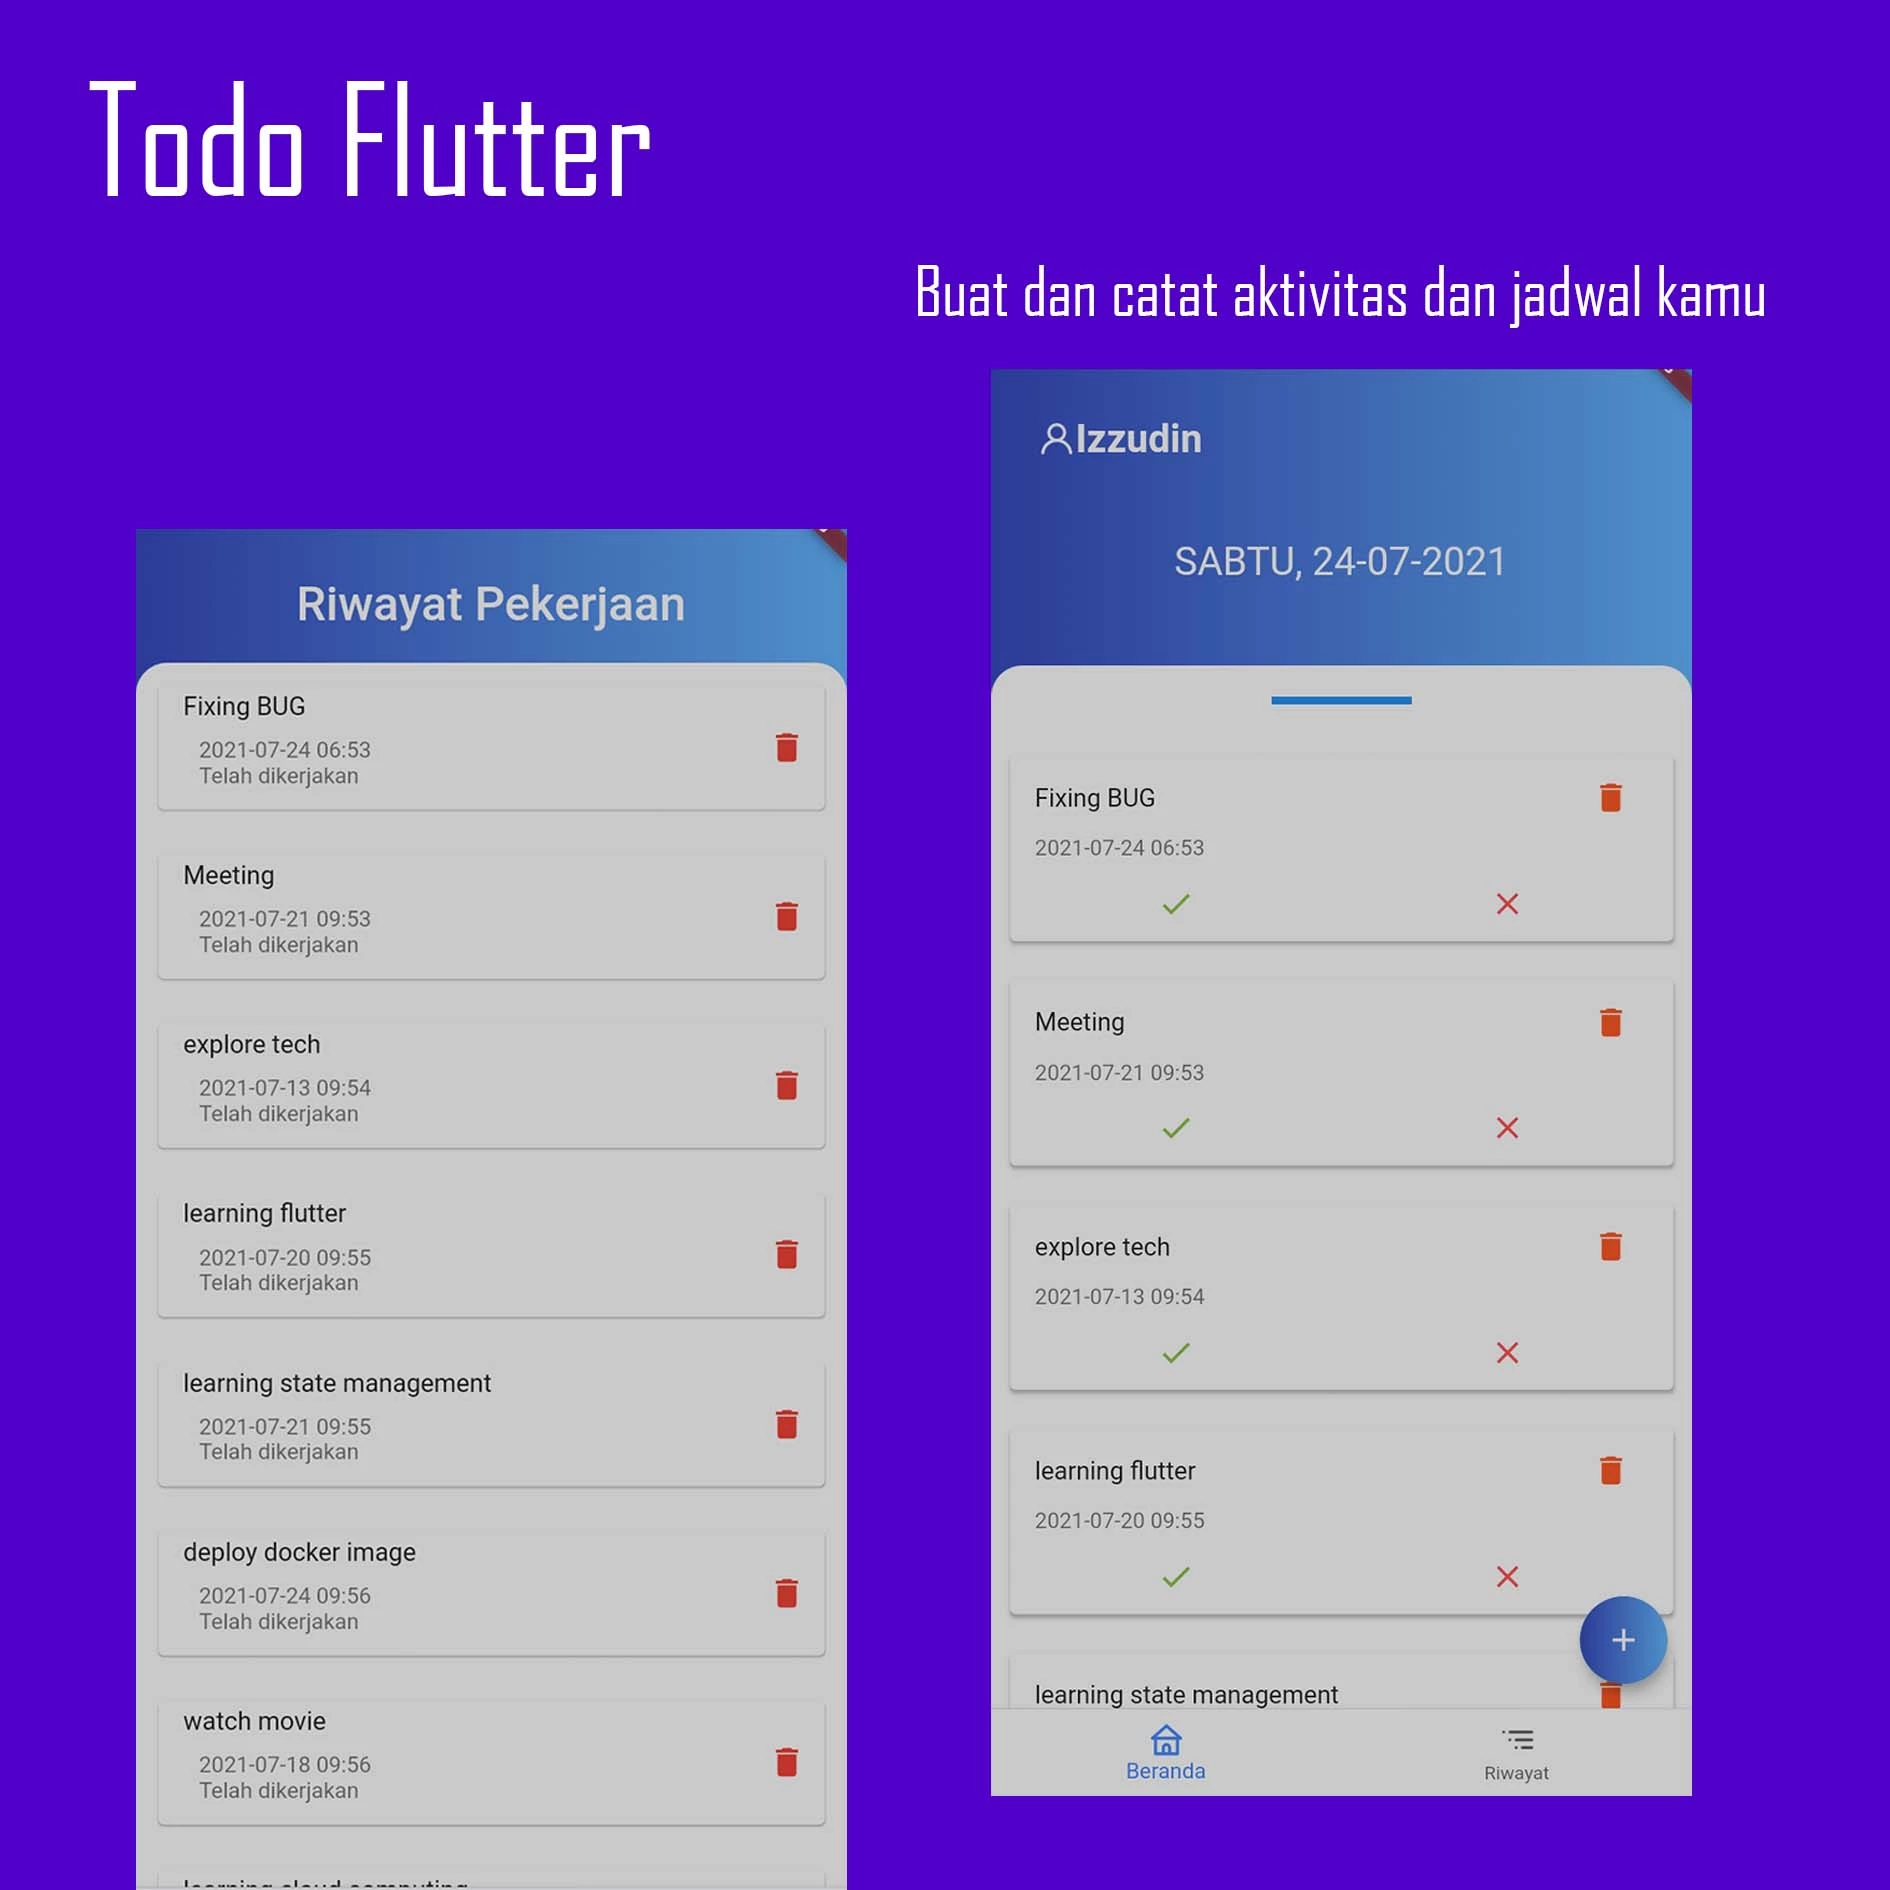 Todo Flutter
Buat dan catat aktivitas dan jadwal kamu
Riwayat Pekerjaan
Fixing BUG
2021-07-24 06:53
Telah dikerjakan
Meeting
2021-07-21 09:53
Telah dikerjakan
explore tech
2021-07-13 09:54
Telah dikerjakan
learning flutter
2021-07-20 09:55
Telah dikerjakan
learning state management
2021-07-21 09:55
Telah dikerjakan
deploy docker image
2021-07-24 09:56
Telah dikerjakan
watch movie
2021-07-18 09:56
Telah dikerjakan
learning cloud computing
Izzudin
SABTU, 24-07-2021
Fixing BUG
2021-07-24 06:53
Meeting
2021-07-21 09:53
explore tech
2021-07-13 09:54
learning flutter
2021-07-20 09:55
learning state management
Beranda
Riwayat